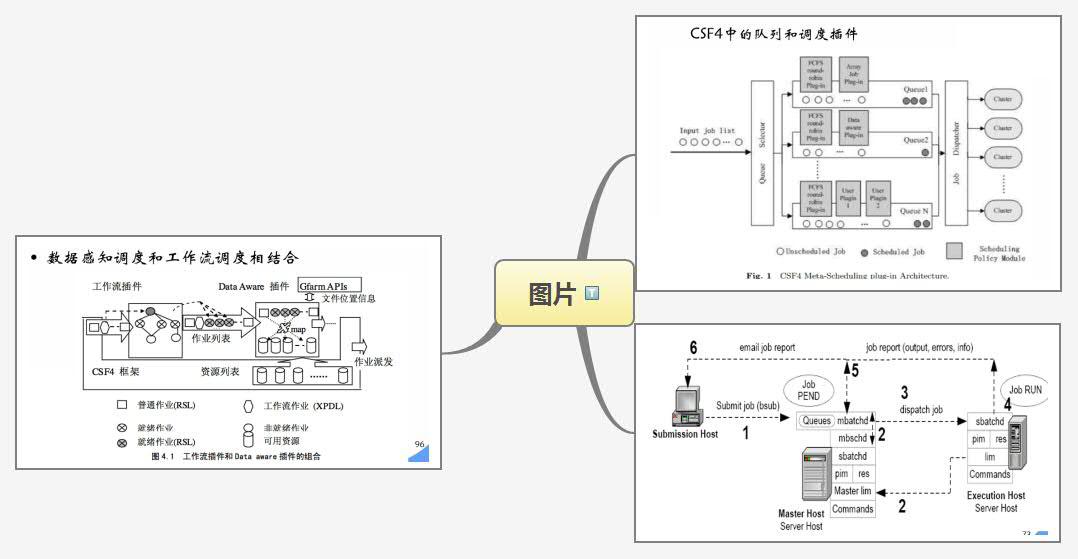 图片
CSF4中的队列和调度插件
Input job list
Queue Selector
FCFS round-robin Plug-in
Array Job Plug-in
Queue1
FCFS round-robin Plug-in
Data aware Plug-in
Queue2
FCFS round-robin Plug-in
User Plugin 1
User Plugin 2
Queue N
Job Dispatcher
Cluster
Cluster
Cluster
Cluster
Unscheduled Job
Scheduled Job
Scheduling Policy Module
Fig. 1 CSF4 Meta-Scheduling plug-in Architecture.
• 数据感知调度和工作流调度相结合
工作流插件
Data Aware 插件
Gfarm APIs
文件位置信息
map
作业列表
作业派发
CSF4 框架
资源列表
普通作业(RSL)
工作流作业 (XPDL)
就绪作业
非就绪作业
就绪作业(RSL)
可用资源
图 4.1 工作流插件和 Data aware 插件的组合
96
6
email job report
job report (output, errors, info)
5
Job PEND
3
dispatch job
Job RUN
4
Submit job (bsub)
1
Submission Host
Queues
mbatchd
2
mbschd
sbatchd
pim
res
Master lim
Commands
Master Host
Server Host
sbatchd
pim
res
lim
Commands
2
Execution Host
Server Host
73